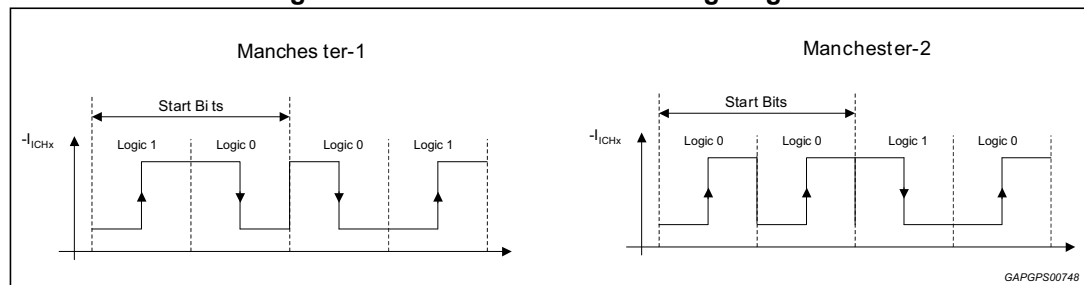 Manches ter-1
Manchester-2
Start Bi ts
Start Bits
-I_ICHx
Logic 1
Logic 0
Logic 0
Logic 1
-I_ICHx
Logic 0
Logic 0
Logic 1
Logic 0
GAPGPS00748